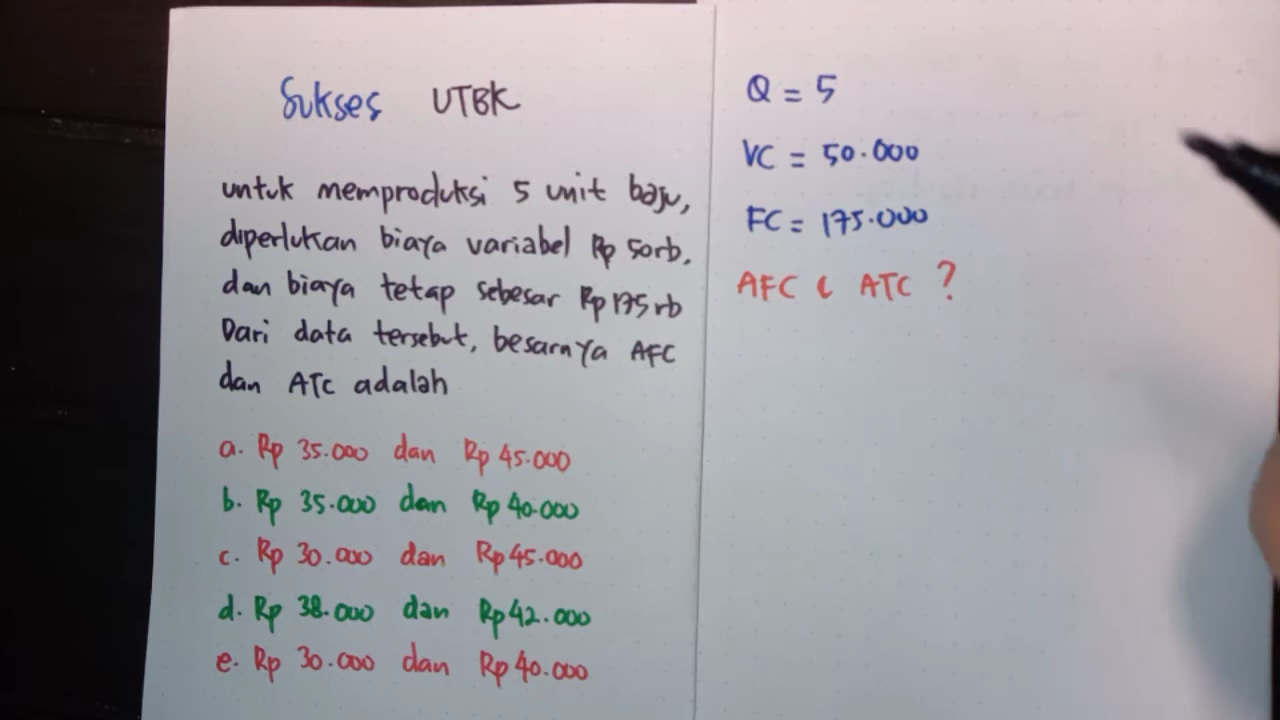 Sukses UTBK
untuk memproduksi 5 unit baju,
diperlukan biaya variabel Rp 50rb,
dan biaya tetap sebesar Rp 175 rb
Dari data tersebut, besarnya AFC
dan ATC adalah
a. Rp 35.000 dan Rp 45.000
b. Rp 35.000 dan Rp 40.000
c. Rp 30.000 dan Rp 45.000
d. Rp 38.000 dan Rp 42.000
e. Rp 30.000 dan Rp 40.000
Q = 5
VC = 50.000
FC = 175.000
AFC ATC ?